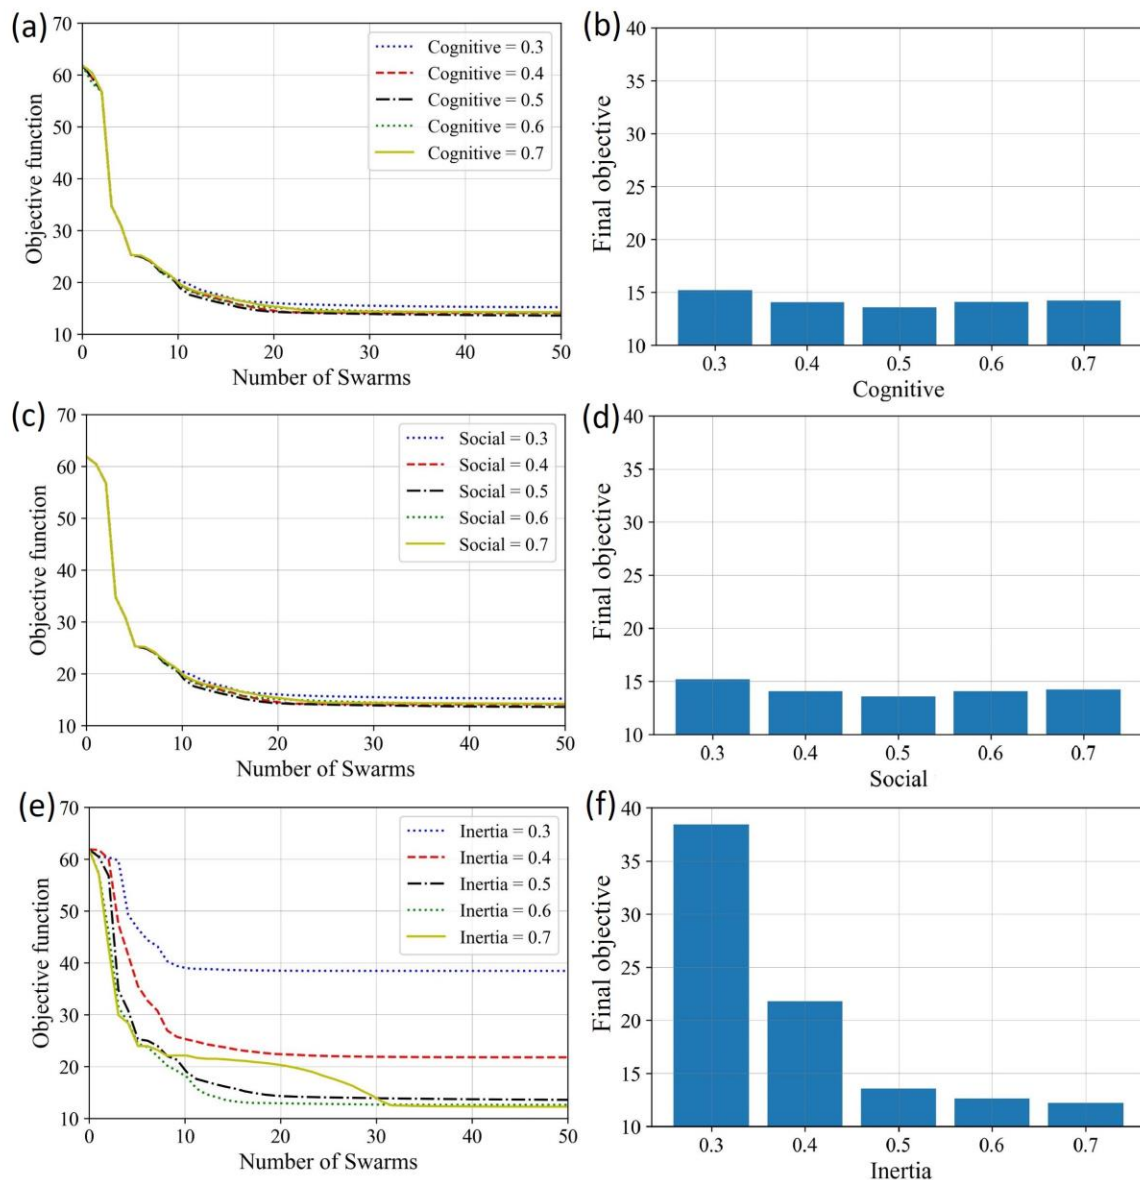 (a)
70
60
50
40
30
20
10
Objective function
Cognitive = 0.3
Cognitive = 0.4
Cognitive = 0.5
Cognitive = 0.6
Cognitive = 0.7
0 10 20 30 40 50
Number of Swarms
(b)
40
35
30
25
20
15
10
Final objective
0.3 0.4 0.5 0.6 0.7
Cognitive
(c)
70
60
50
40
30
20
10
Objective function
Social = 0.3
Social = 0.4
Social = 0.5
Social = 0.6
Social = 0.7
0 10 20 30 40 50
Number of Swarms
(d)
40
35
30
25
20
15
10
Final objective
0.3 0.4 0.5 0.6 0.7
Social
(e)
70
60
50
40
30
20
10
Objective function
Inertia = 0.3
Inertia = 0.4
Inertia = 0.5
Inertia = 0.6
Inertia = 0.7
0 10 20 30 40 50
Number of Swarms
(f)
40
35
30
25
20
15
10
Final objective
0.3 0.4 0.5 0.6 0.7
Inertia